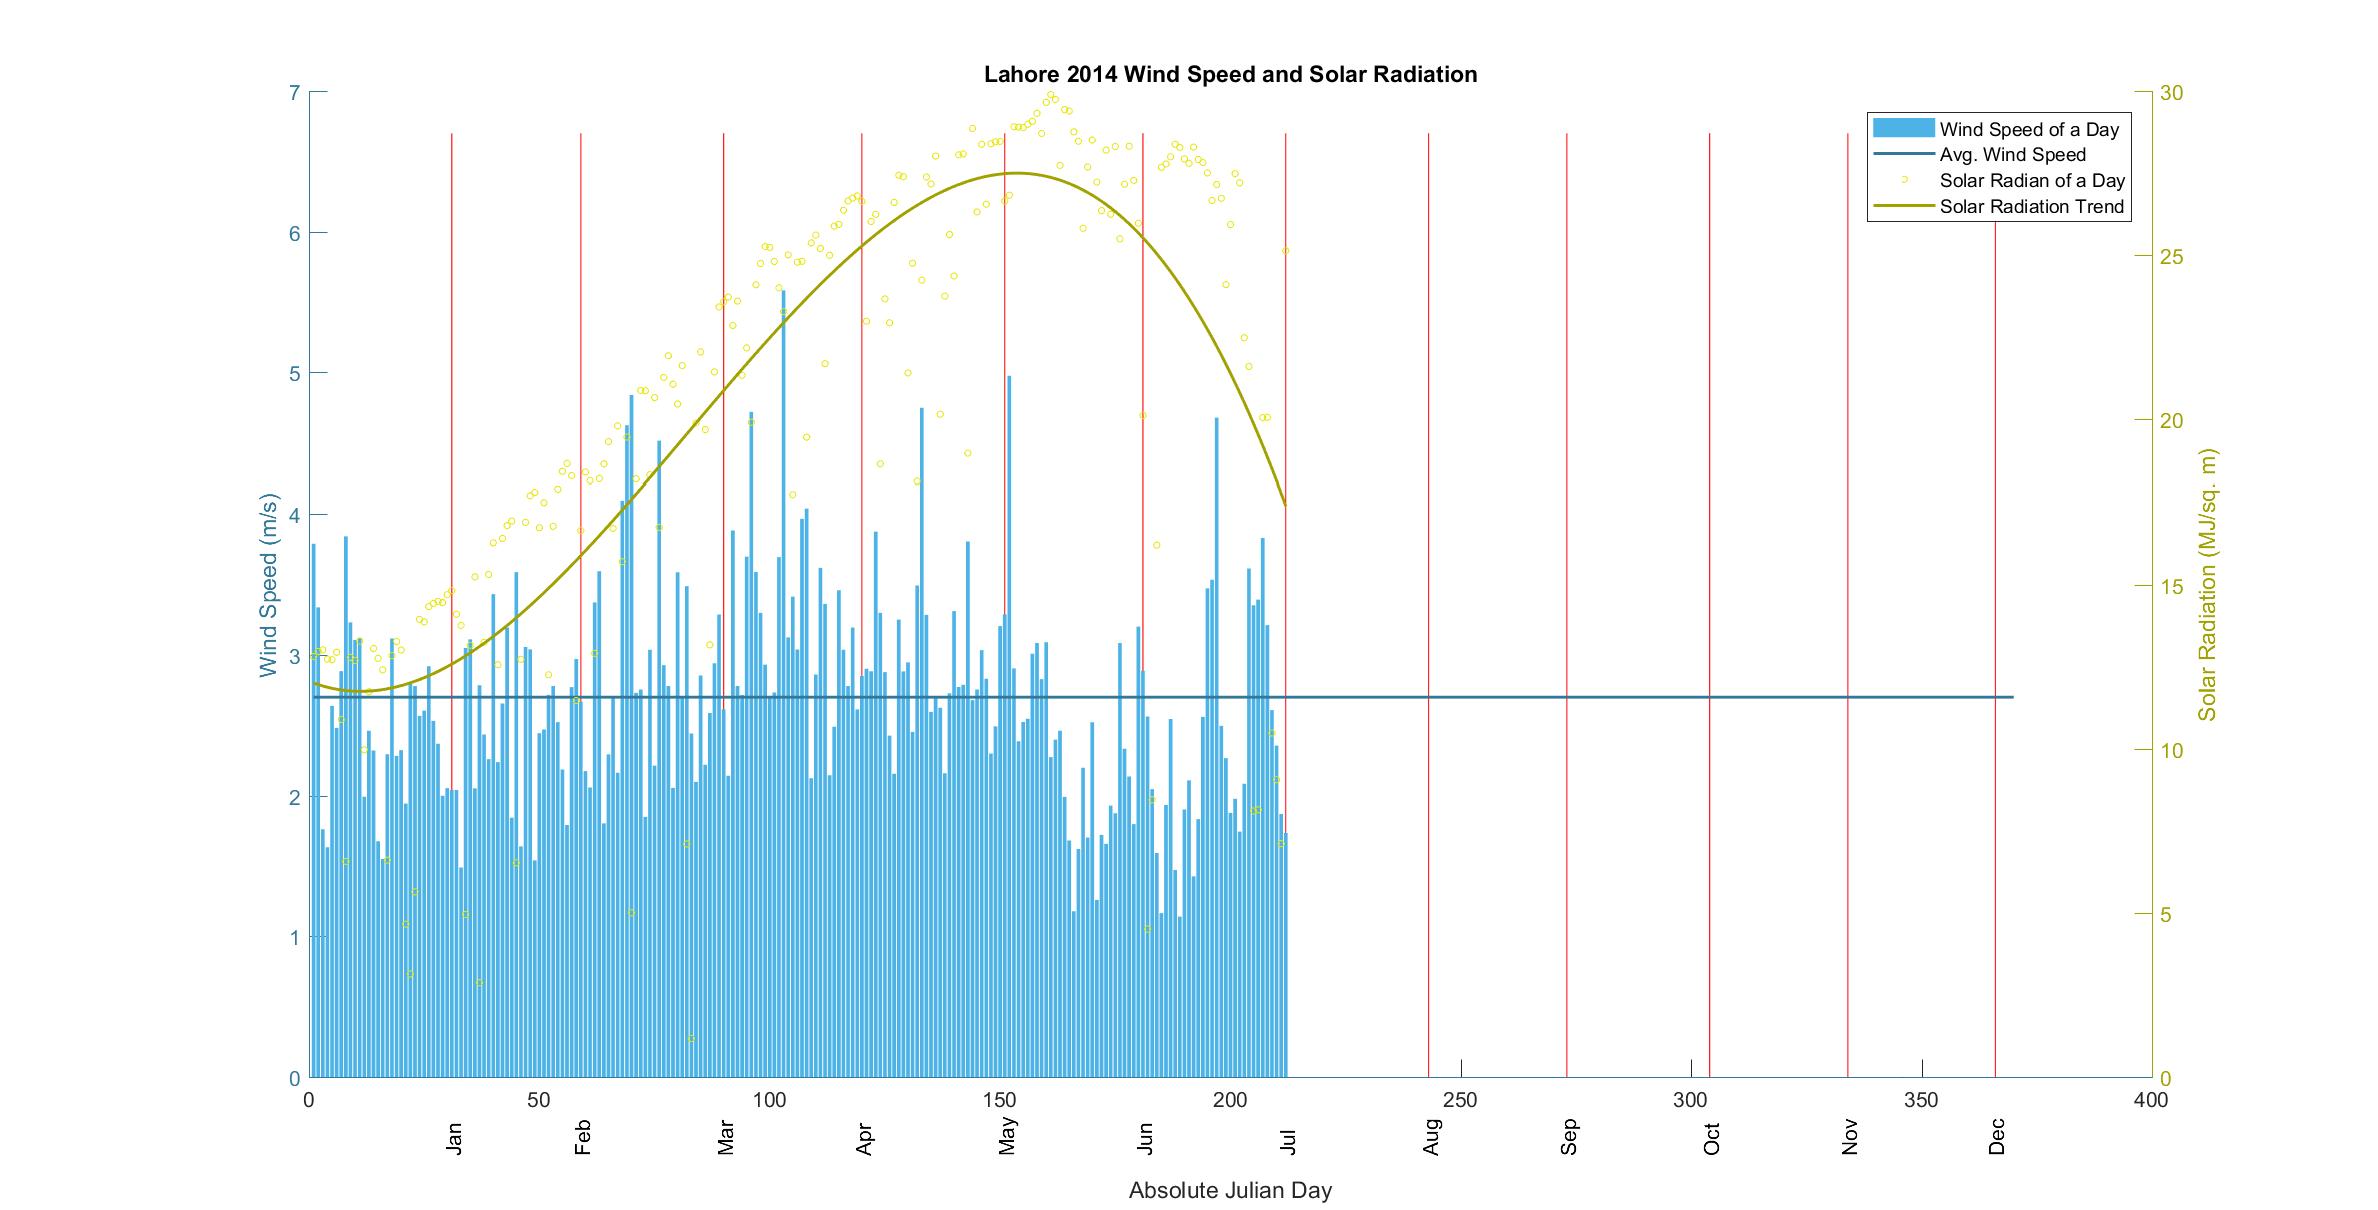 Lahore 2014 Wind Speed and Solar Radiation
7
6
5
4
3
2
1
0
Wind Speed (m/s)
30
25
20
15
10
5
0
Solar Radiation (MJ/sq. m)
Wind Speed of a Day
Avg. Wind Speed
Solar Radian of a Day
Solar Radiation Trend
0 50 100 150 200 250 300 350 400
Jan Feb Mar Apr May Jun Jul Aug Sep Oct Nov Dec
Absolute Julian Day